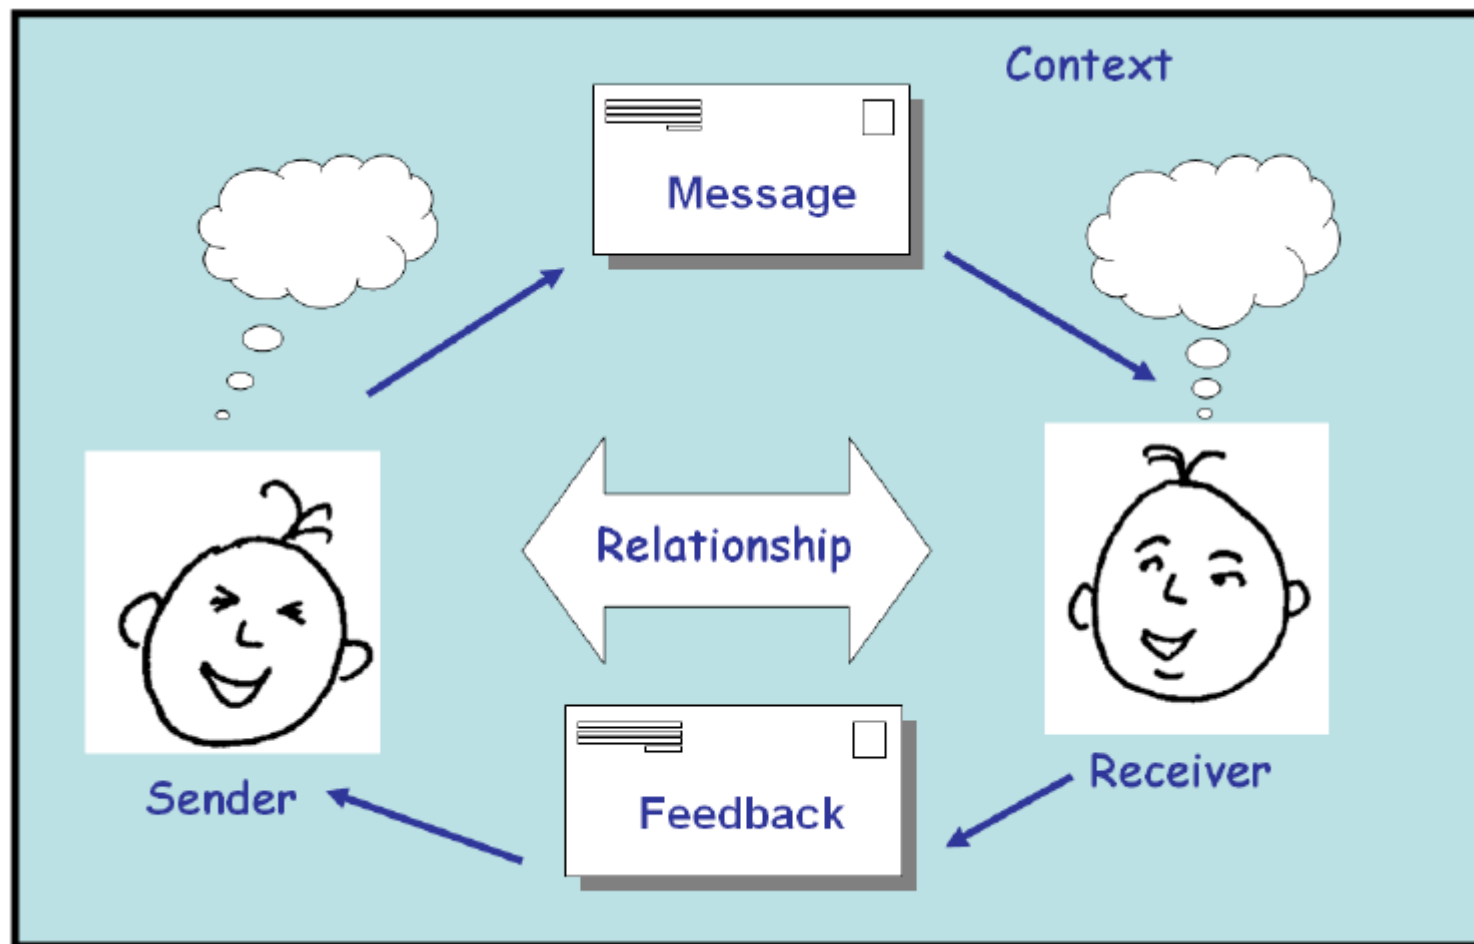 Context
Message
Relationship
Sender
Receiver
Feedback